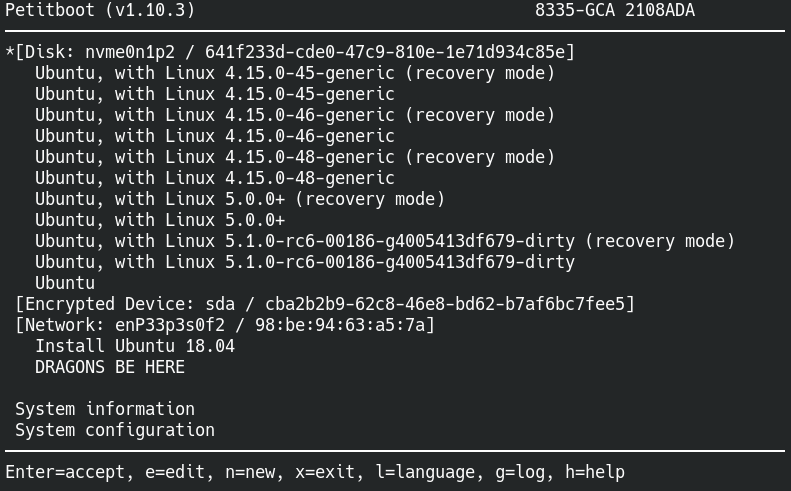 Petitboot (v1.10.3) 8335-GCA 2108ADA
*[Disk: nvme0n1p2 / 641f233d-cde0-47c9-810e-1e71d934c85e]
Ubuntu, with Linux 4.15.0-45-generic (recovery mode)
Ubuntu, with Linux 4.15.0-45-generic
Ubuntu, with Linux 4.15.0-46-generic (recovery mode)
Ubuntu, with Linux 4.15.0-46-generic
Ubuntu, with Linux 4.15.0-48-generic (recovery mode)
Ubuntu, with Linux 4.15.0-48-generic
Ubuntu, with Linux 5.0.0+ (recovery mode)
Ubuntu, with Linux 5.0.0+
Ubuntu, with Linux 5.1.0-rc6-00186-g4005413df679-dirty (recovery mode)
Ubuntu, with Linux 5.1.0-rc6-00186-g4005413df679-dirty
Ubuntu
[Encrypted Device: sda / cba2b2b9-62c8-46e8-bd62-b7af6bc7fee5]
[Network: enP33p3s0f2 / 98:be:94:63:a5:7a]
Install Ubuntu 18.04
DRAGONS BE HERE
System information
System configuration
Enter=accept, e=edit, n=new, x=exit, l=language, g=log, h=help